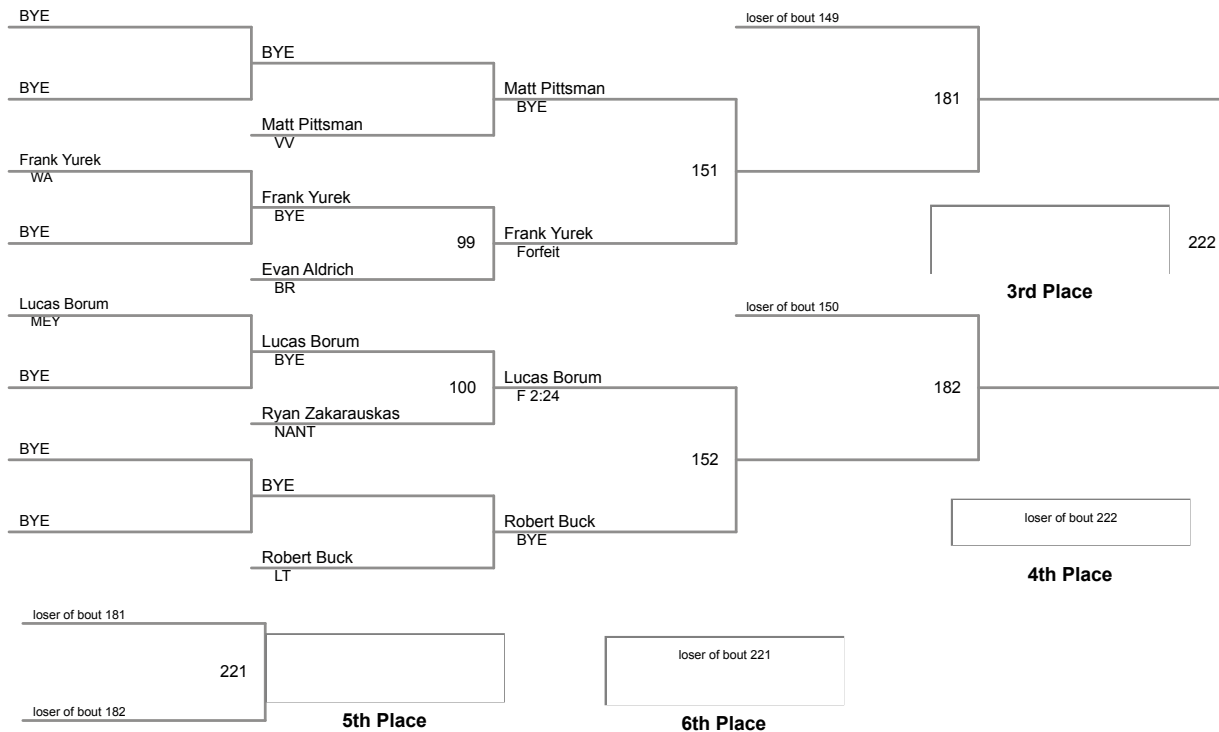 BYE
loser of bout 149
BYE
BYE
Matt Pittsman
BYE
181
Matt Pittsman
VV
Frank Yurek
WA
151
Frank Yurek
BYE
BYE
99
Frank Yurek
Forfeit
222
Evan Aldrich
BR
3rd Place
Lucas Borum
MEY
loser of bout 150
Lucas Borum
BYE
BYE
100
Lucas Borum
F 2:24
182
Ryan Zakarauskas
NANT
BYE
152
BYE
BYE
Robert Buck
BYE
loser of bout 222
Robert Buck
LT
4th Place
loser of bout 181
221
loser of bout 221
loser of bout 182
5th Place
6th Place